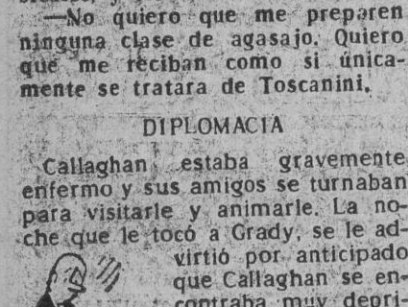 —No quiero que me preparen
ninguna clase de agasajo. Quiero
que me reciban como si única-
mente se tratara de Toscanini.
DIPLOMACIA
Callaghan estaba gravemente
enfermo y sus amigos se turnaban
para visitarle y animarle. La no-
che que le tocó a Grady, se le ad-
virtió por anticipado
que Callaghan se en-
contraba muy depri-